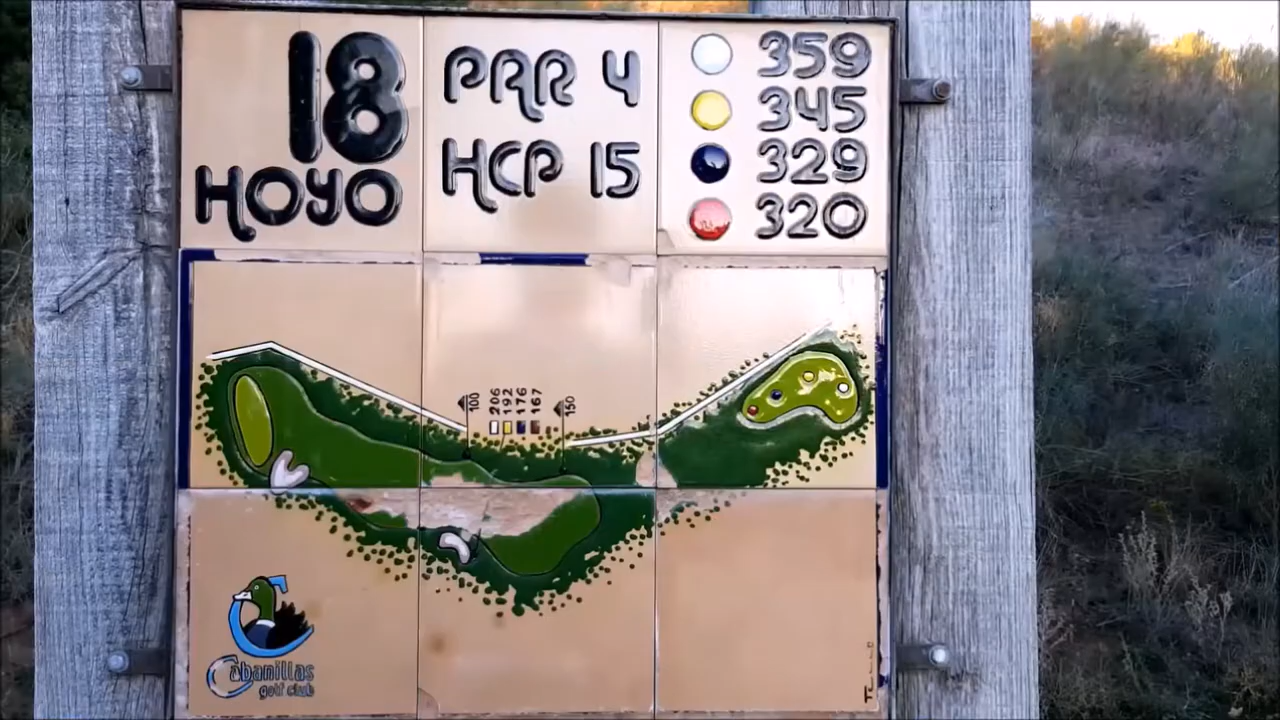 18
HOYO
PAR 4
HCP 15
359
345
329
320
100
206
192
176
167
150
Cabanillas
golf club